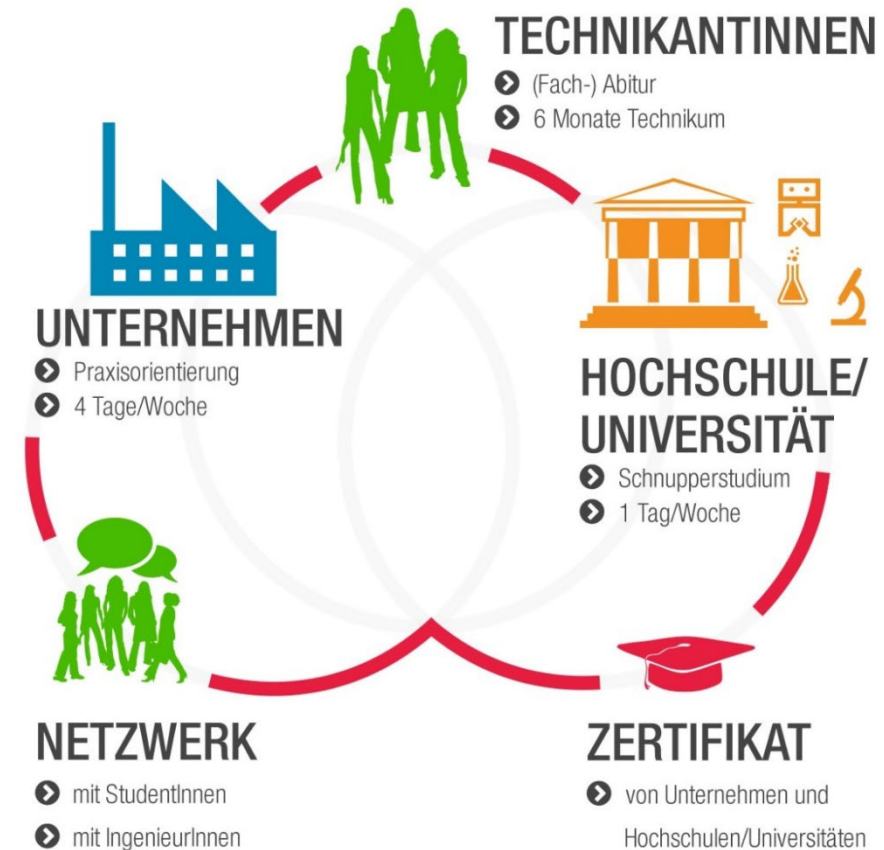 TECHNIKANTINNEN
(Fach-) Abitur
6 Monate Technikum
UNTERNEHMEN
Praxisorientierung
4 Tage/Woche
HOCHSCHULE/
UNIVERSITÄT
Schnupperstudium
1 Tag/Woche
NETZWERK
mit StudentInnen
mit IngenieurInnen
ZERTIFIKAT
von Unternehmen und
Hochschulen/Universitäten